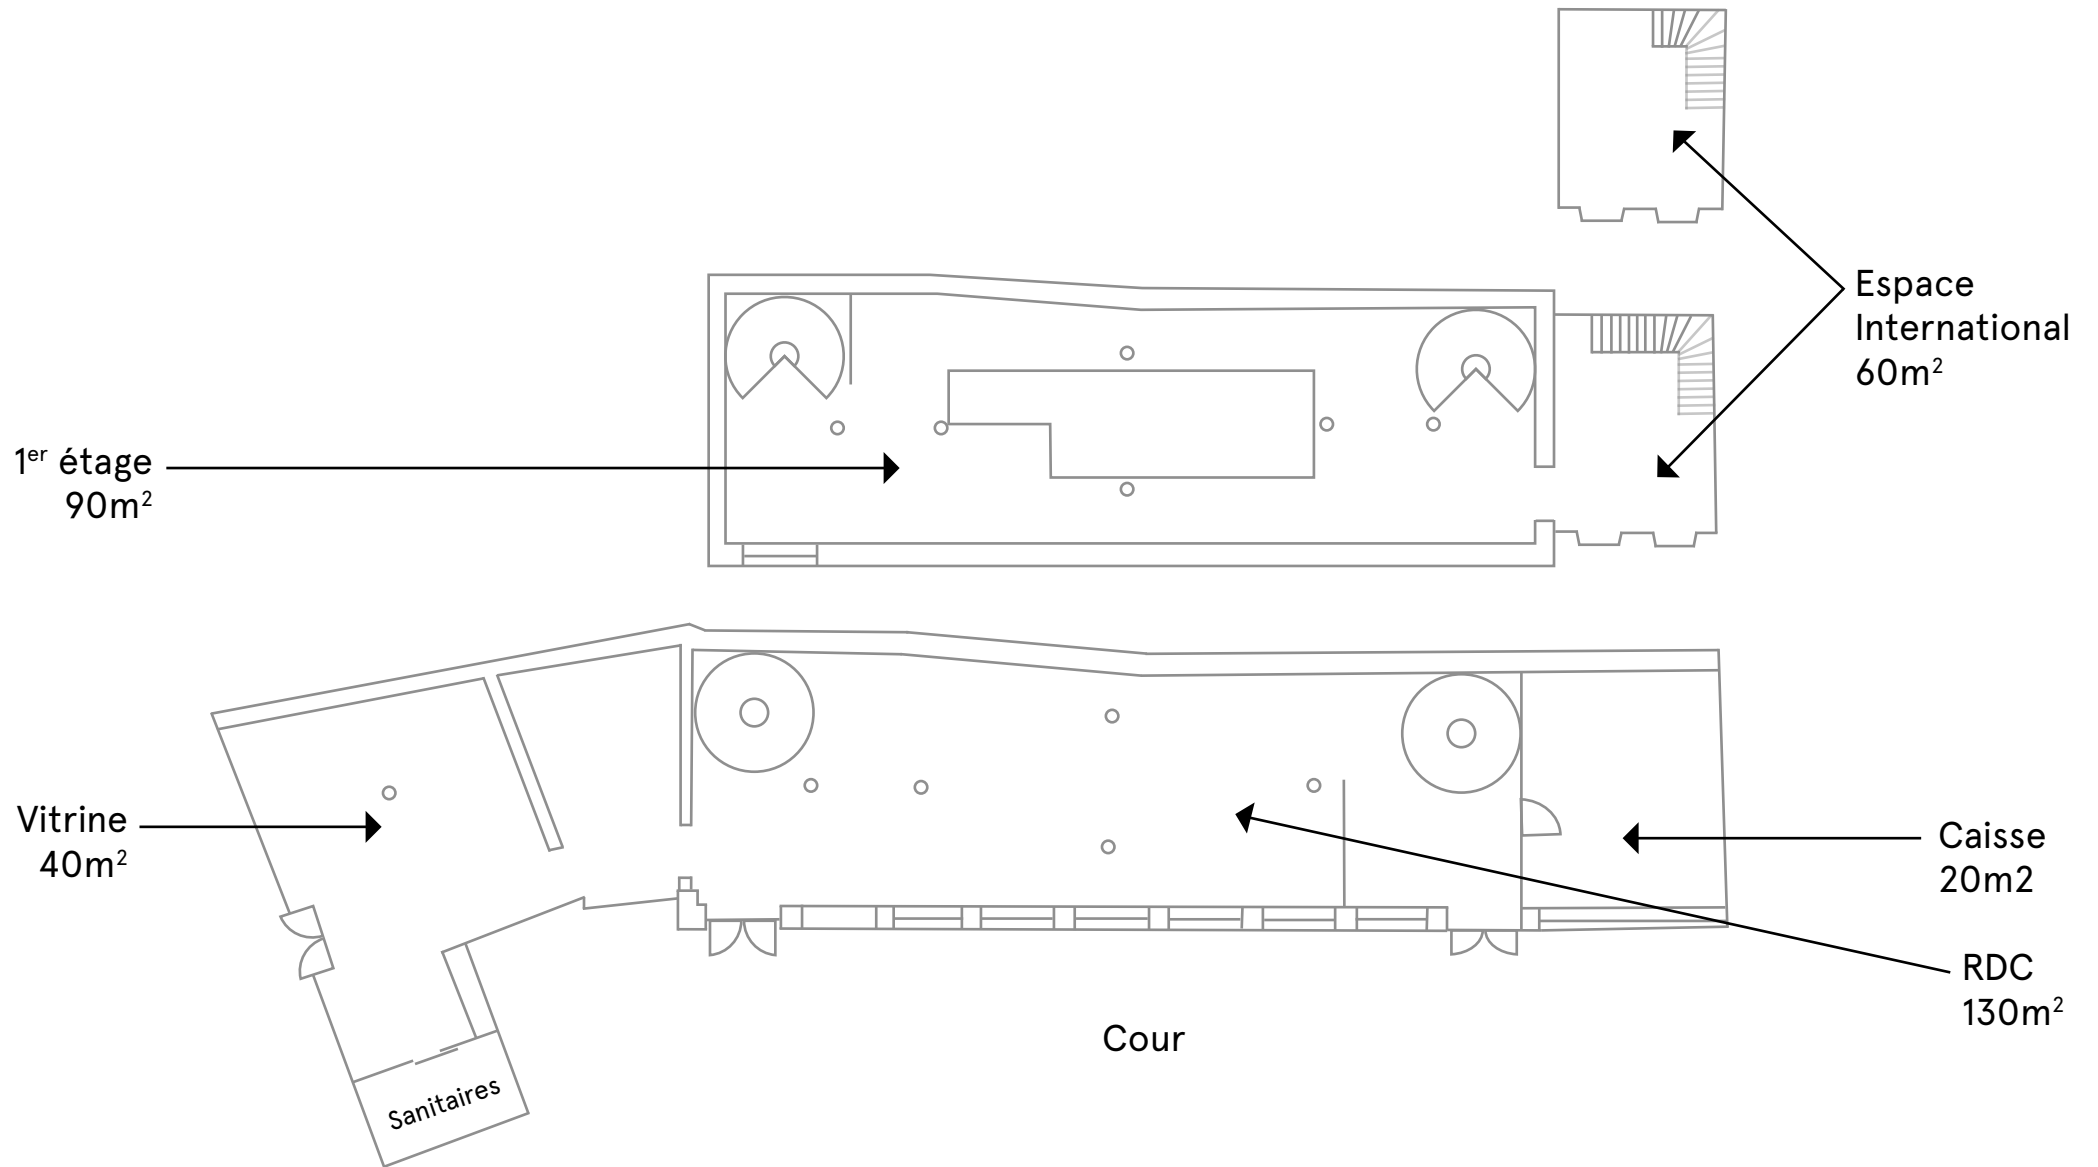 Espace
International
60m²
1er étage
90m²
Vitrine
40m²
Caisse
20m2
RDC
130m²
Cour
Sanitaires